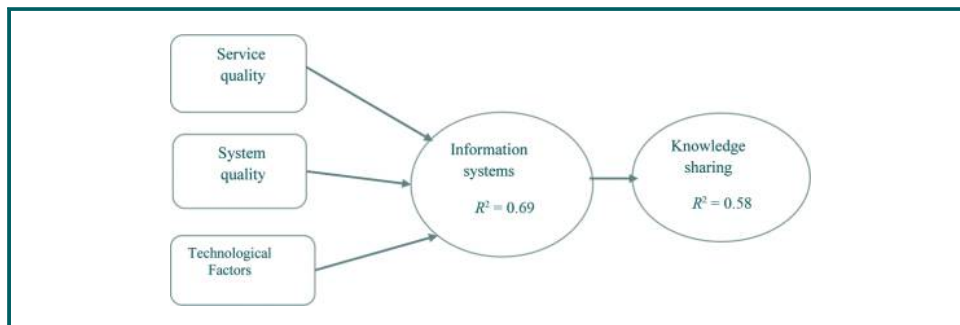 Service
quality
System
quality
Technological
Factors
Information
systems
R² = 0.69
Knowledge
sharing
R² = 0.58